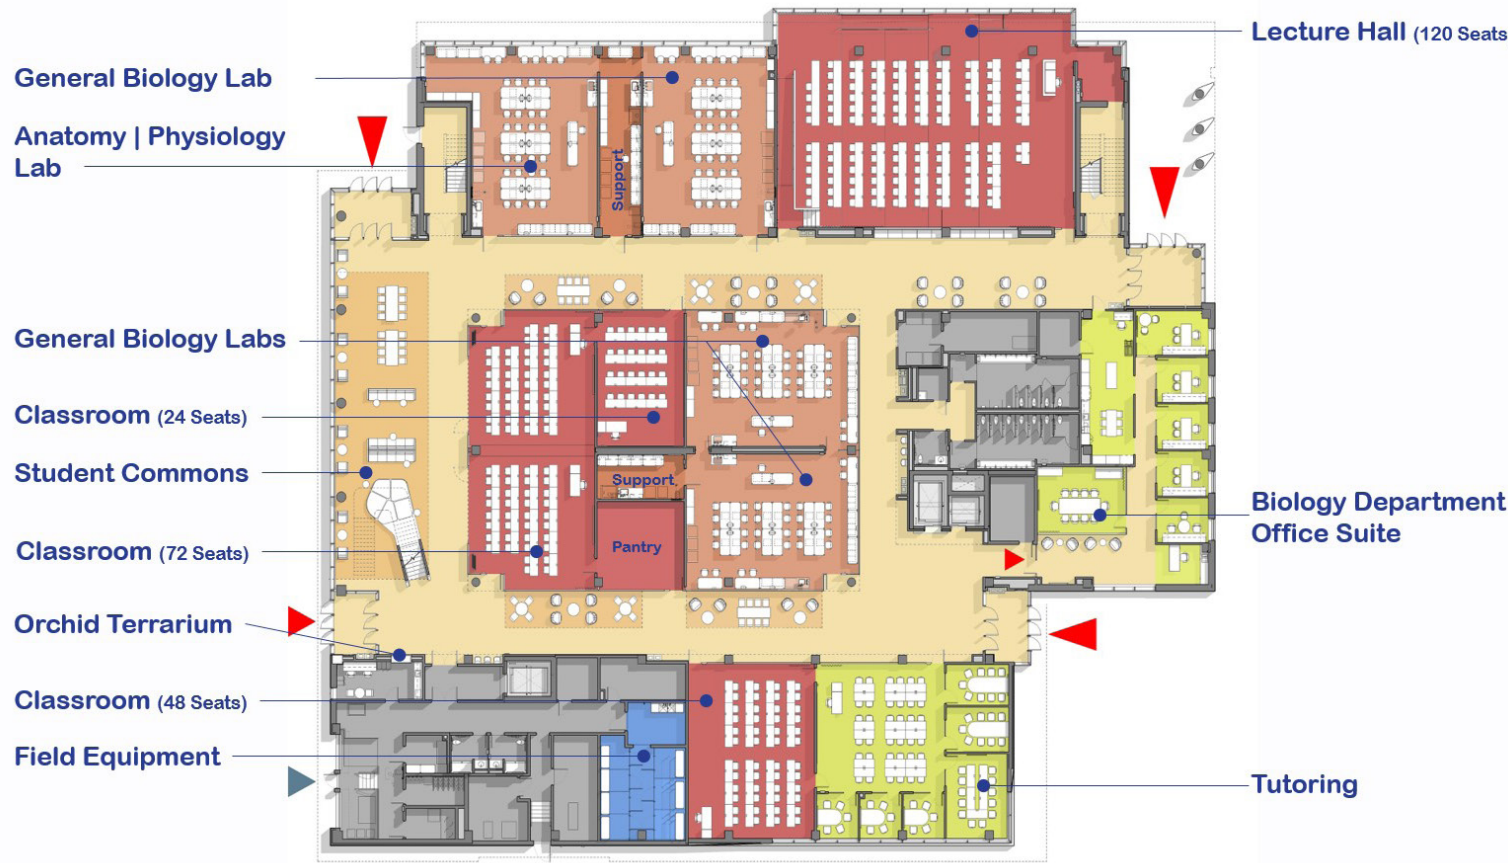 Lecture Hall (120 Seats
General Biology Lab
Anatomy | Physiology
Lab
Support
General Biology Labs
Classroom (24 Seats)
Student Commons
Support
Classroom (72 Seats)
Pantry
Biology Department
Office Suite
Orchid Terrarium
Classroom (48 Seats)
Field Equipment
Tutoring